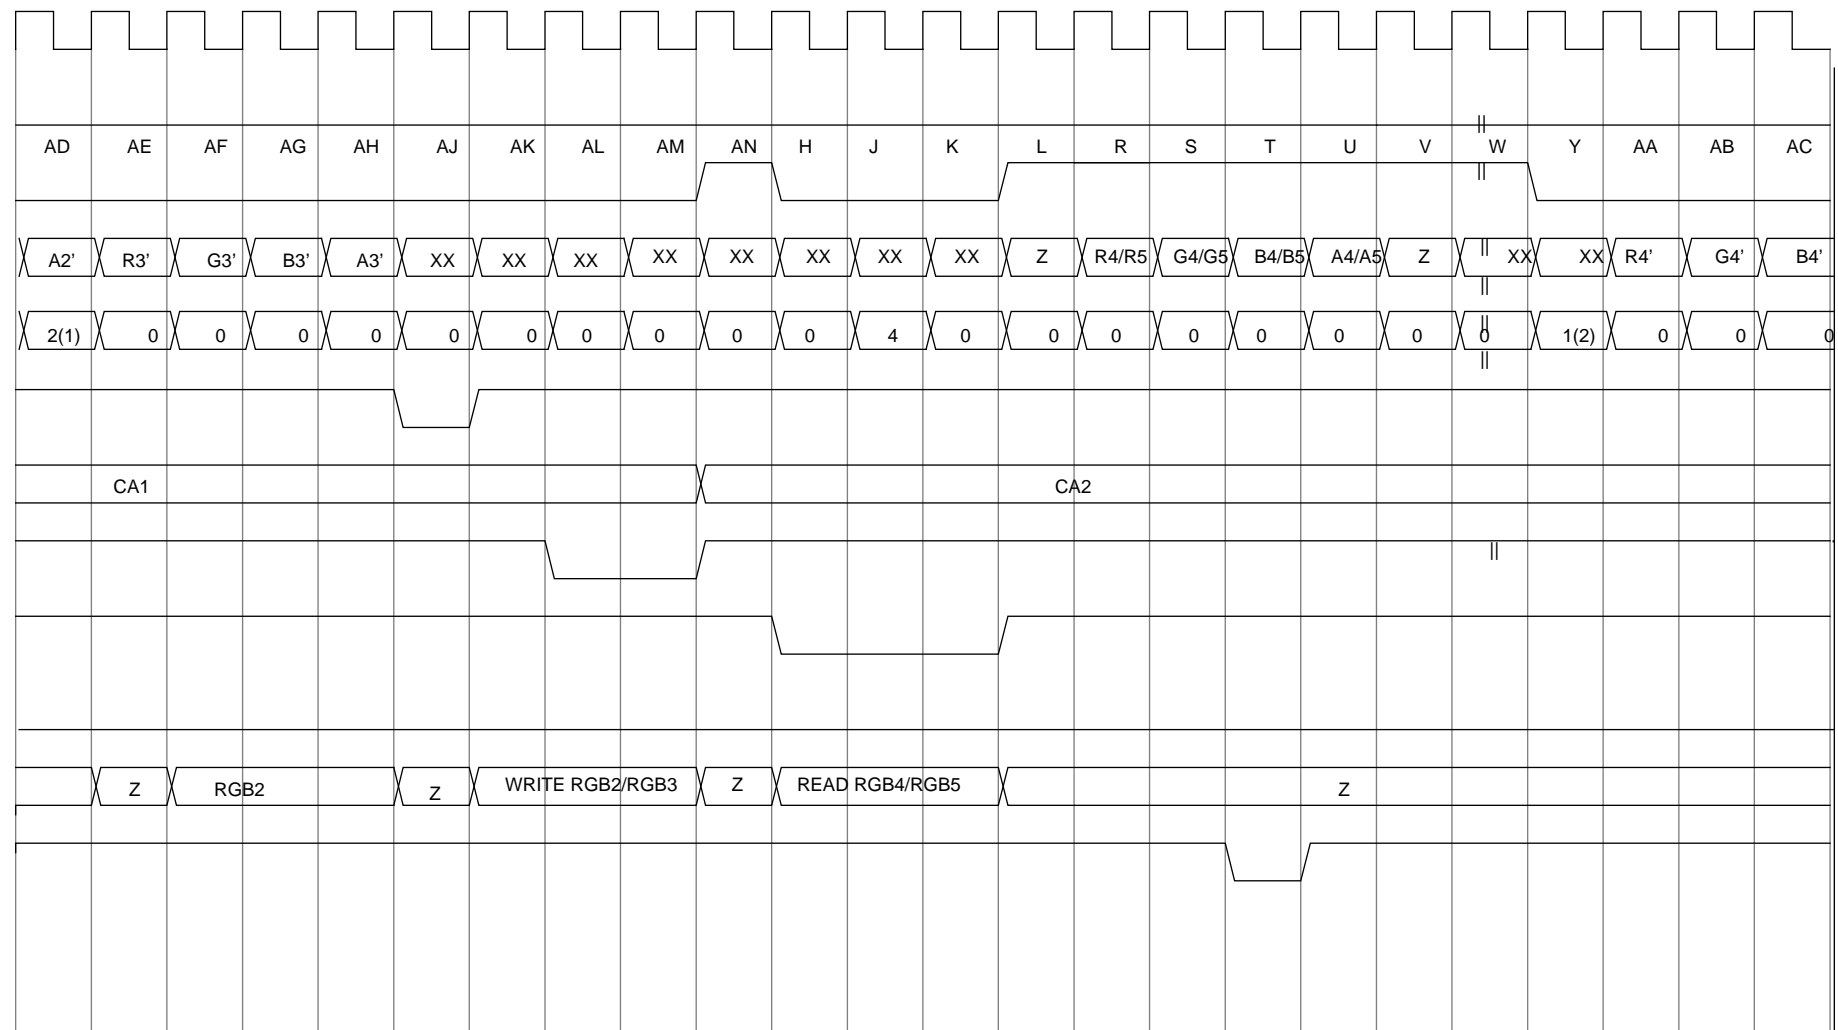 AD AE AF AG AH AJ AK AL AM AN H J K L R S T U V W Y AA AB AC
A2' R3' G3' B3' A3' XX XX XX XX XX XX XX XX Z R4/R5 G4/G5 B4/B5 A4/A5 Z XX XX R4' G4' B4'
2(1) 0 0 0 0 0 0 0 0 0 0 4 0 0 0 0 0 0 0 0 1(2) 0 0 0
CA1 CA2
Z RGB2 Z WRITE RGB2/RGB3 Z READ RGB4/RGB5 Z